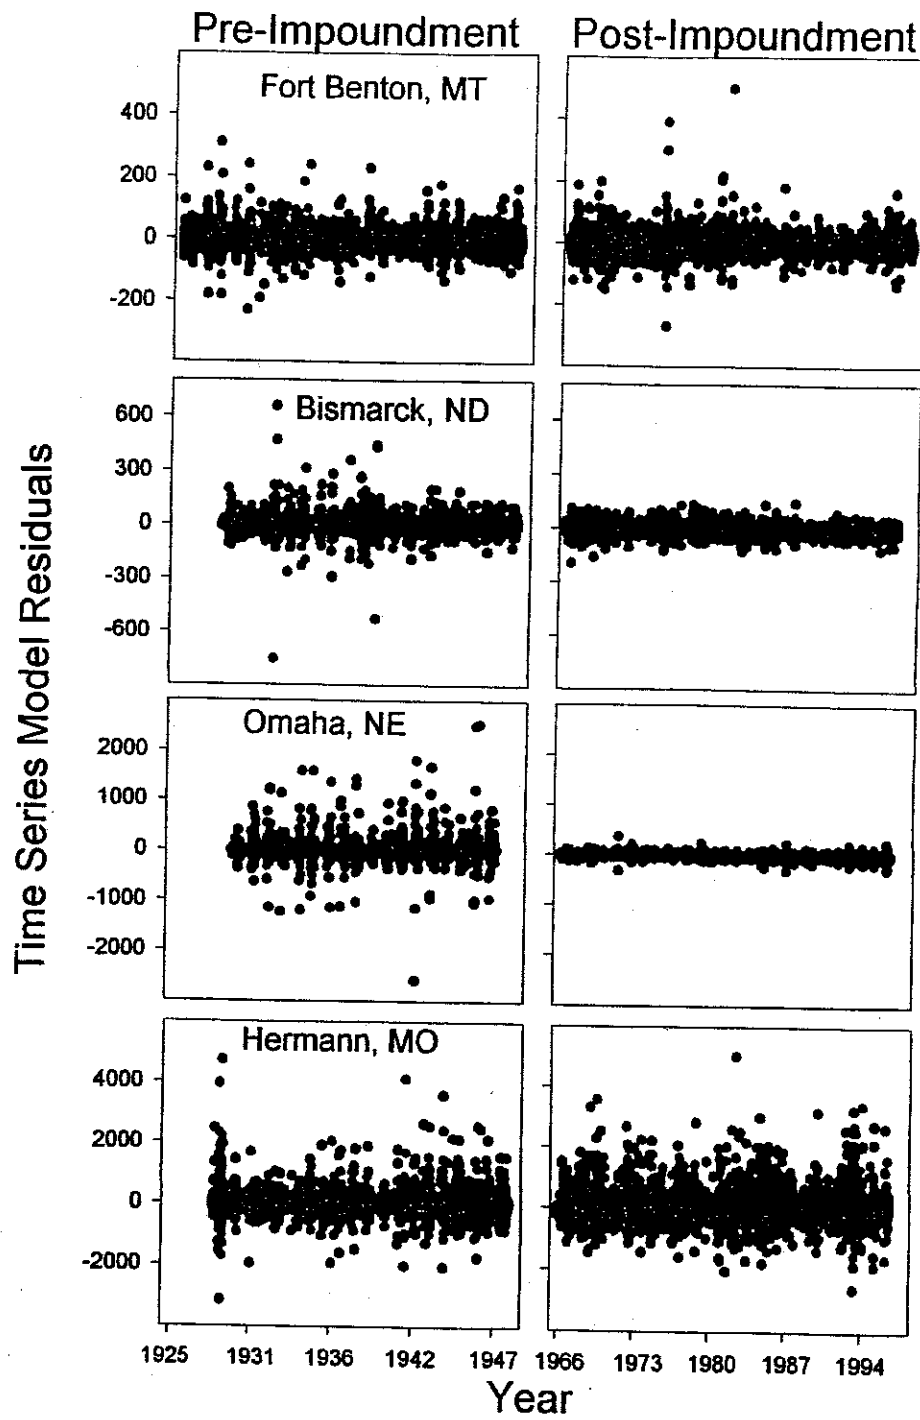 Pre-Impoundment Post-Impoundment
Fort Benton, MT
400
200
0
-200
Bismarck, ND
600
300
0
-300
-600
Omaha, NE
2000
1000
0
-1000
-2000
Hermann, MO
4000
2000
0
-2000
1925 1931 1936 1942 1947 1966 1973 1980 1987 1994
Year
Time Series Model Residuals